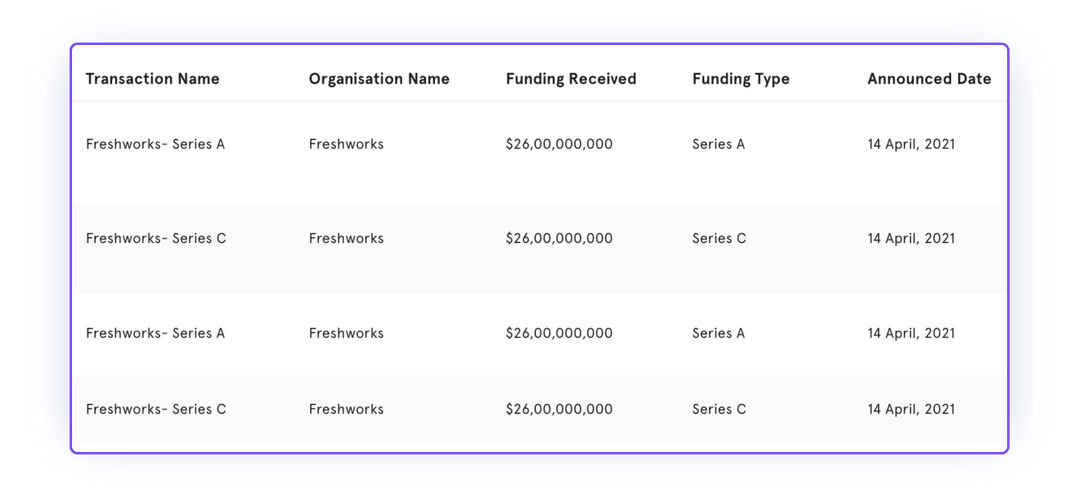 Transaction Name Organisation Name Funding Received Funding Type Announced Date
Freshworks- Series A Freshworks $26,00,000,000 Series A 14 April, 2021
Freshworks- Series C Freshworks $26,00,000,000 Series C 14 April, 2021
Freshworks- Series A Freshworks $26,00,000,000 Series A 14 April, 2021
Freshworks- Series C Freshworks $26,00,000,000 Series C 14 April, 2021